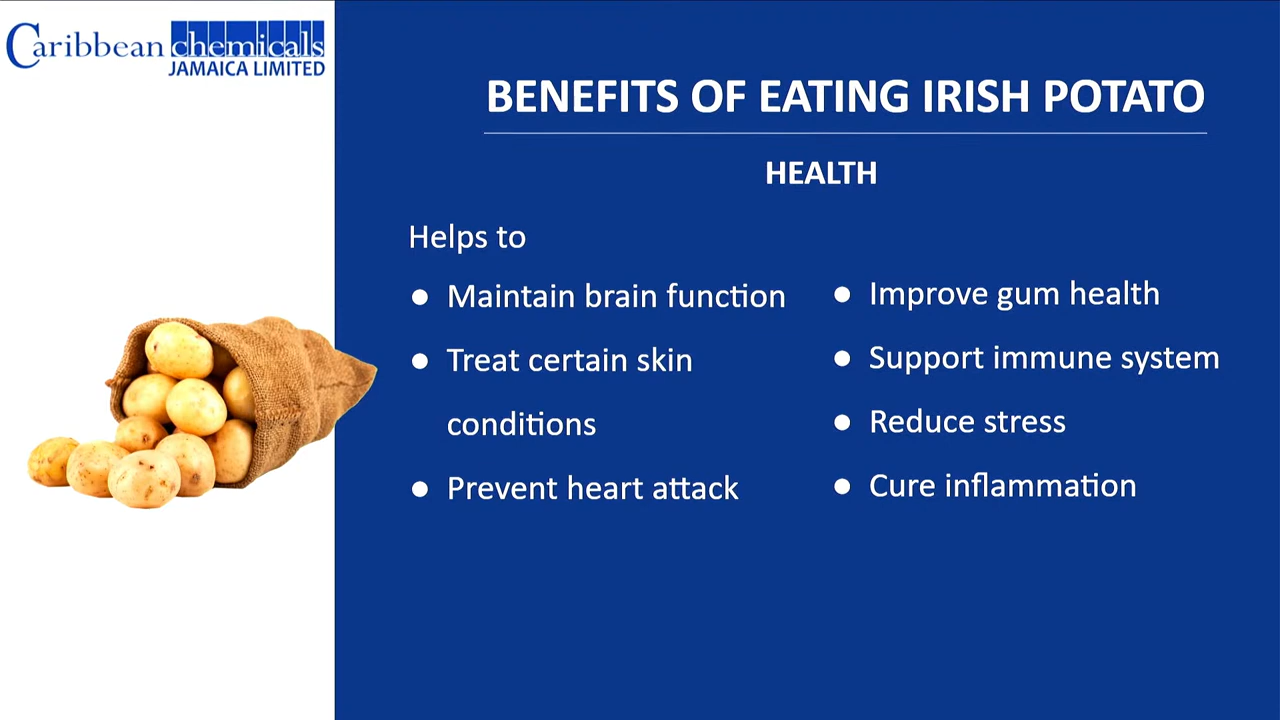 Caribbean chemicals
JAMAICA LIMITED
BENEFITS OF EATING IRISH POTATO
HEALTH
Helps to
● Maintain brain function
● Treat certain skin
conditions
● Prevent heart attack
● Improve gum health
● Support immune system
● Reduce stress
● Cure inflammation